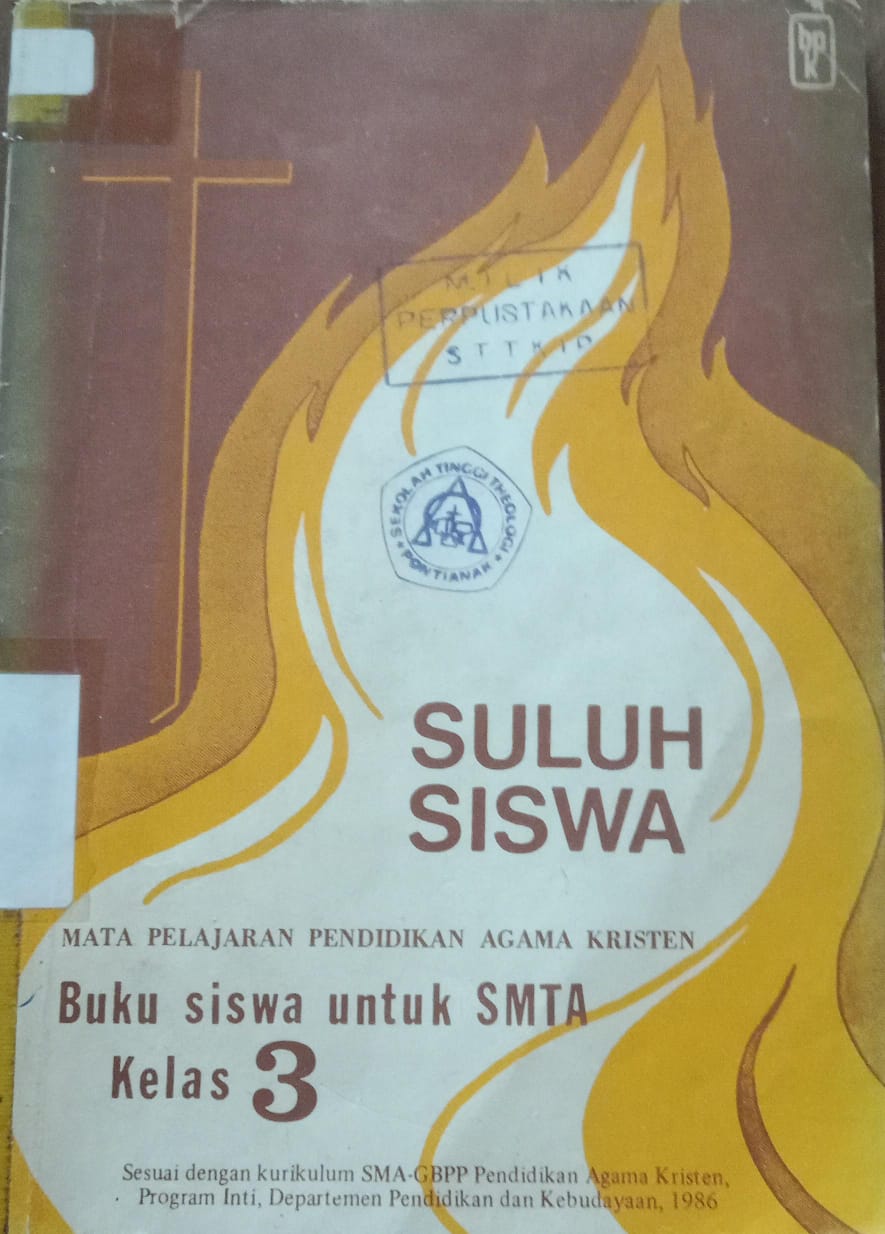 bp
k
MILIK
PERPUSTAKAAN
STTKIP
SEKOLAH TINGGI THEOLOGI
PONTIANAK
SULUH
SISWA
MATA PELAJARAN PENDIDIKAN AGAMA KRISTEN
Buku siswa untuk SMTA
Kelas 3
Sesuai dengan kurikulum SMA-GBPP Pendidikan Agama Kristen,
Program Inti, Departemen Pendidikan dan Kebudayaan, 1986